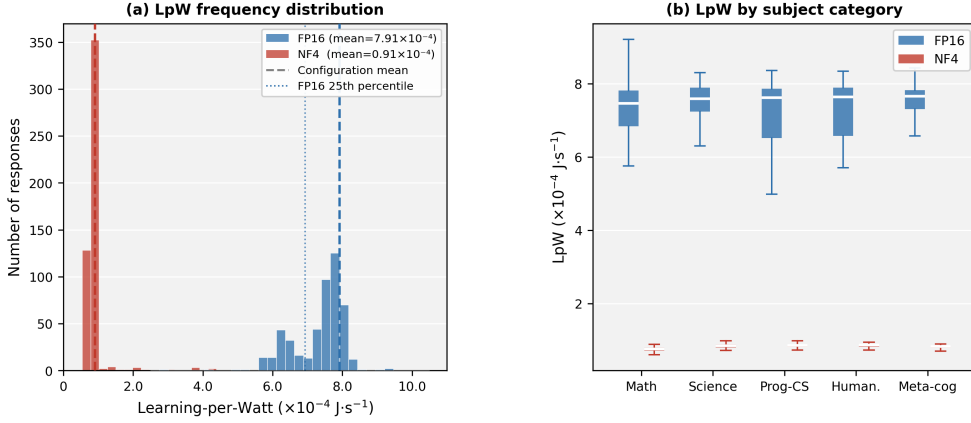 (a) LpW frequency distribution
350
300
250
200
150
100
50
0
Number of responses
FP16 (mean=7.91×10⁻⁴)
NF4 (mean=0.91×10⁻⁴)
Configuration mean
FP16 25th percentile
0
2.0
4.0
6.0
8.0
10.0
Learning-per-Watt (×10⁻⁴ J·s⁻¹)
(b) LpW by subject category
8
6
4
2
LpW (×10⁻⁴ J·s⁻¹)
FP16
NF4
Math
Science
Prog-CS
Human.
Meta-cog